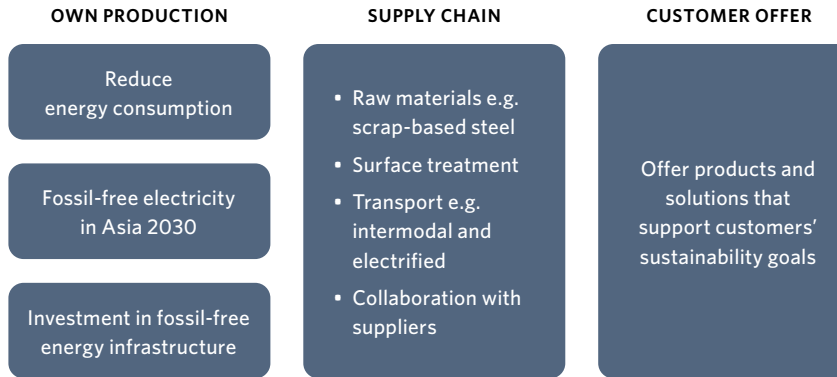 OWN PRODUCTION
Reduce
energy consumption
Fossil-free electricity
in Asia 2030
Investment in fossil-free
energy infrastructure
SUPPLY CHAIN
• Raw materials e.g.
scrap-based steel
• Surface treatment
• Transport e.g.
intermodal and
electrified
• Collaboration with
suppliers
CUSTOMER OFFER
Offer products and
solutions that
support customers’
sustainability goals